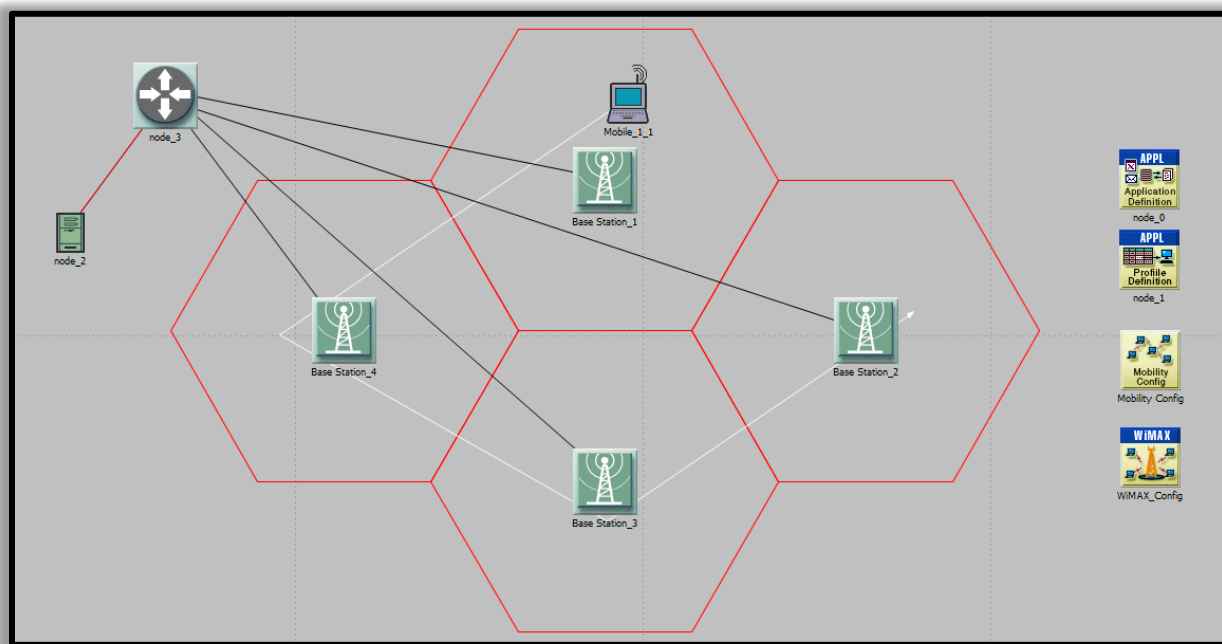 node_3
node_2
Mobile_1_1
Base Station_1
Base Station_4
Base Station_2
Base Station_3
APPL
Application
Definition
node_0
APPL
Profile
Definition
node_1
Mobility
Config
Mobility Config
WiMAX
WiMAX_Config